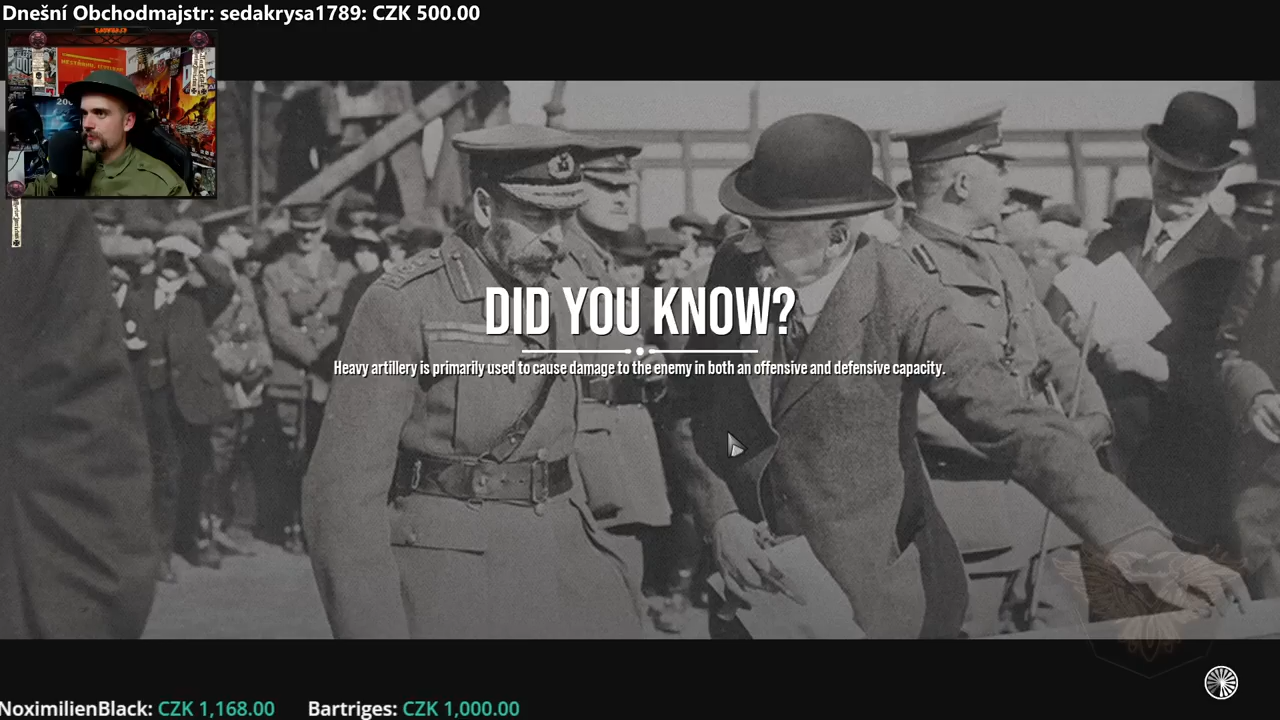 Dnešní Obchodmajstr: sedakrysa1789: CZK 500.00
DID YOU KNOW?
Heavy artillery is primarily used to cause damage to the enemy in both an offensive and defensive capacity.
NoximilienBlack: CZK 1,168.00 Bartriges: CZK 1,000.00